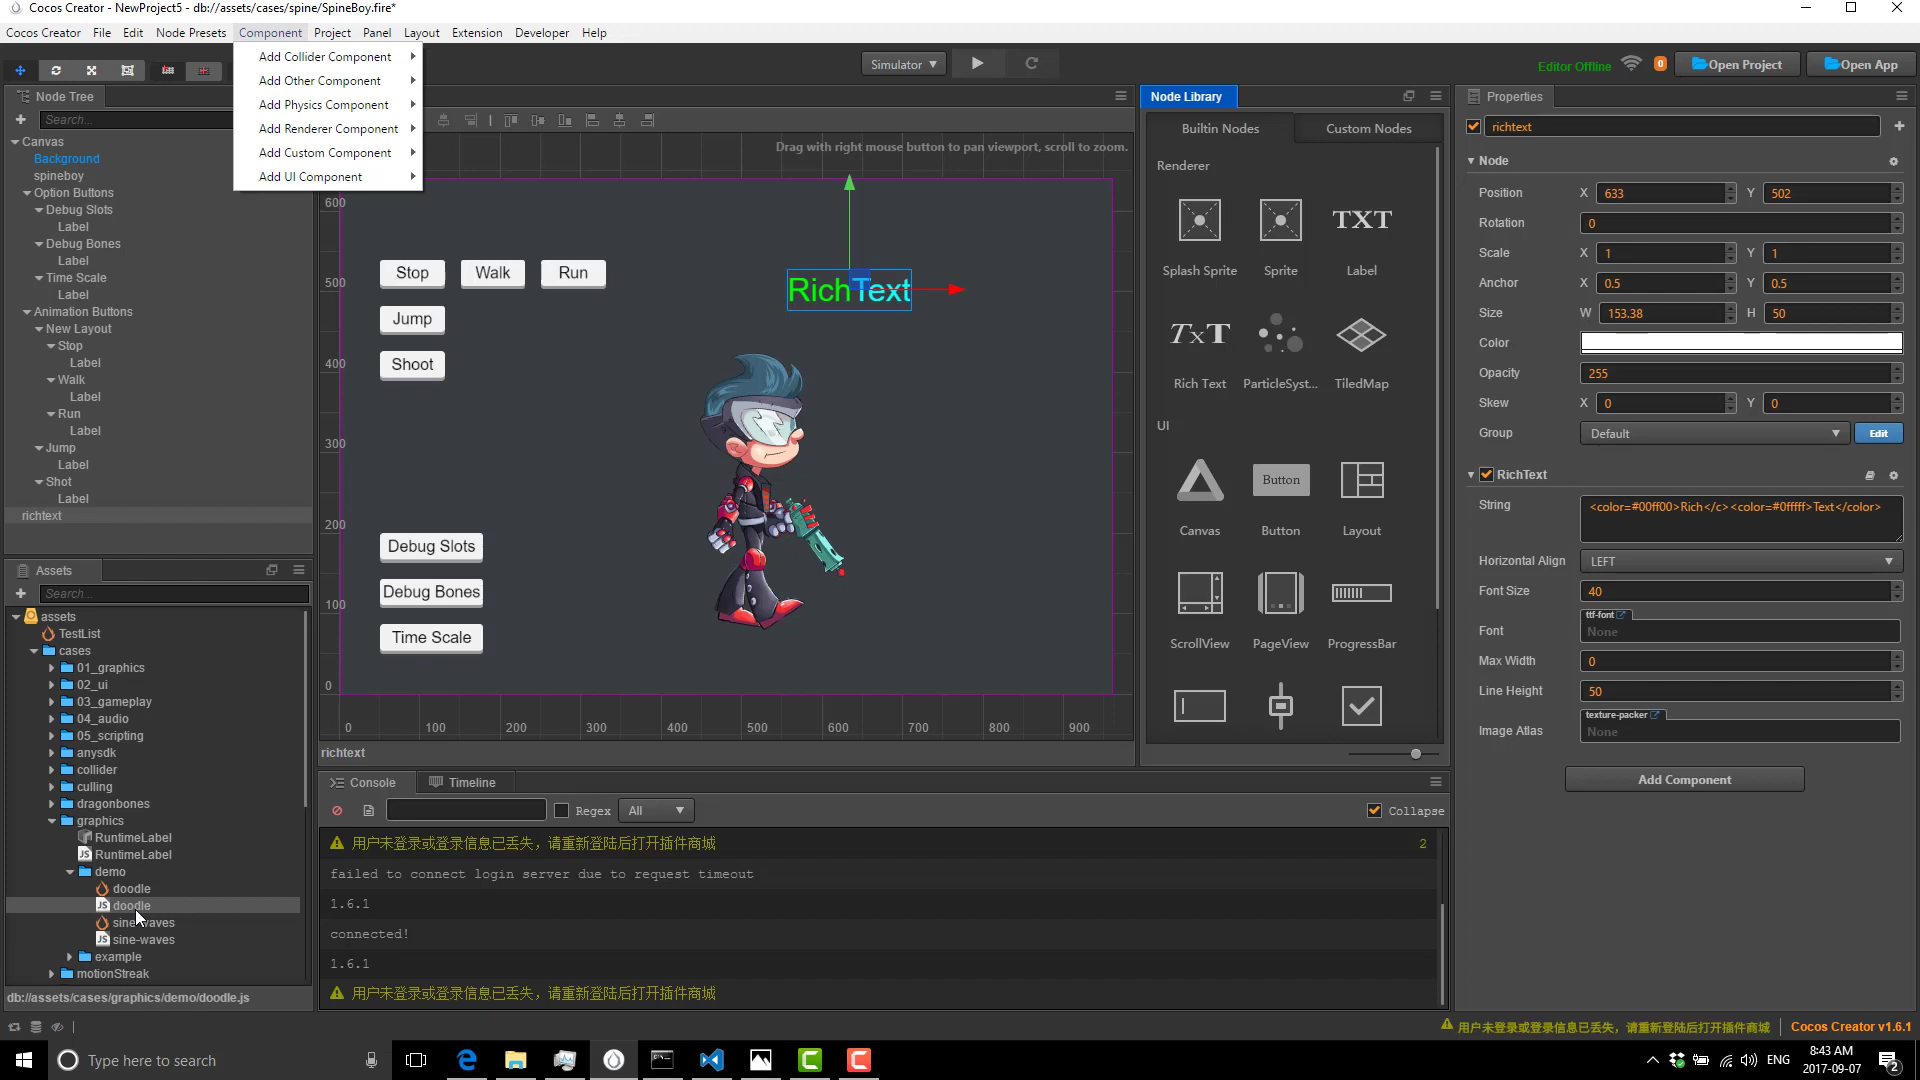 Cocos Creator - NewProject5 - db://assets/cases/spine/SpineBoy.fire*
Cocos Creator File Edit Node Presets Component Project Panel Layout Extension Developer Help
Add Collider Component
Add Other Component
Add Physics Component
Add Renderer Component
Add Custom Component
Add UI Component
Simulator
Editor Offline
0
Open Project
Open App
Node Tree
Search...
Canvas
Background
spineboy
Option Buttons
Debug Slots
Label
Debug Bones
Label
Time Scale
Label
Animation Buttons
New Layout
Stop
Label
Walk
Label
Run
Label
Jump
Label
Shot
Label
richtext
Drag with right mouse button to pan viewport, scroll to zoom.
600
500
400
300
200
100
0
0 100 200 300 400 500 600 700 800 900
Stop Walk Run
Jump
Shoot
RichText
Debug Slots
Debug Bones
Time Scale
richtext
Node Library
Builtin Nodes Custom Nodes
Renderer
TXT
Splash Sprite Sprite Label
TxT
Rich Text ParticleSyst... TiledMap
UI
Button
Canvas Button Layout
ScrollView PageView ProgressBar
Properties
richtext
Node
Position X 633 Y 502
Rotation 0
Scale X 1 Y 1
Anchor X 0.5 Y 0.5
Size W 153.38 H 50
Color
Opacity 255
Skew X 0 Y 0
Group Default Edit
RichText
String <color=#00ff00>Rich</c><color=#0fffff>Text</color>
Horizontal Align LEFT
Font Size 40
ttf-font
Font None
Max Width 0
Line Height 50
texture-packer
Image Atlas None
Add Component
Assets
Search...
assets
TestList
cases
01_graphics
02_ui
03_gameplay
04_audio
05_scripting
anysdk
collider
culling
dragonbones
graphics
RuntimeLabel
JS RuntimeLabel
demo
doodle
JS doodle
sine-waves
JS sine-waves
example
motionStreak
db://assets/cases/graphics/demo/doodle.js
Console Timeline
Regex All Collapse
用户未登录或登录信息已丢失，请重新登陆后打开插件商城 2
failed to connect login server due to request timeout
1.6.1
connected!
1.6.1
用户未登录或登录信息已丢失，请重新登陆后打开插件商城
用户未登录或登录信息已丢失，请重新登陆后打开插件商城 Cocos Creator v1.6.1
Type here to search
ENG
8:43 AM
2017-09-07
2